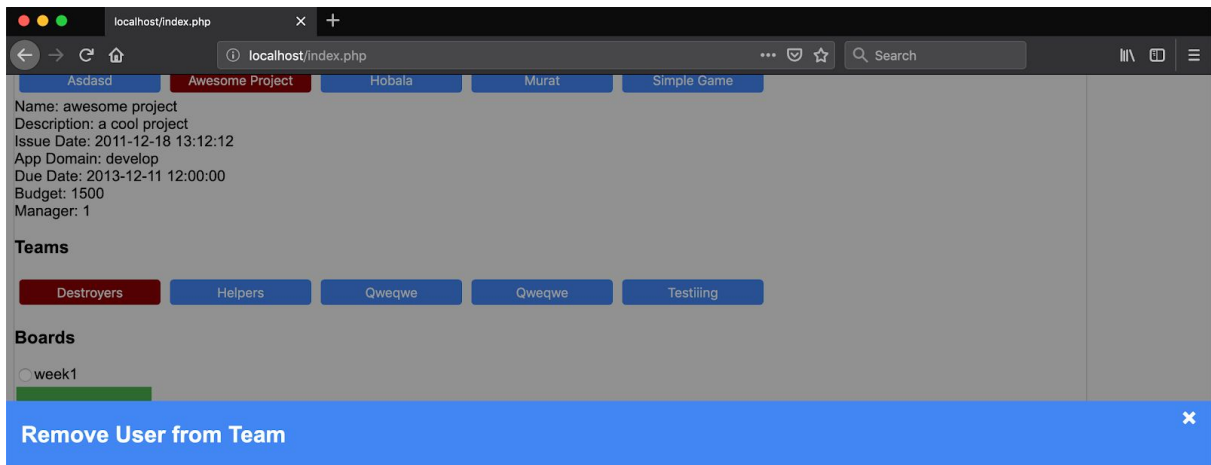 localhost/index.php
localhost/index.php
Search
Asdasd Awesome Project Hobala Murat Simple Game
Name: awesome project
Description: a cool project
Issue Date: 2011-12-18 13:12:12
App Domain: develop
Due Date: 2013-12-11 12:00:00
Budget: 1500
Manager: 1
Teams
Destroyers Helpers Qweqwe Qweqwe Testiiing
Boards
week1
Remove User from Team